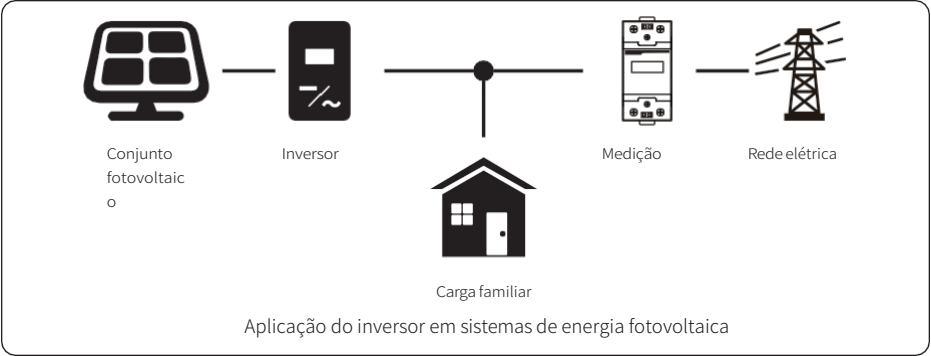 Conjunto
fotovoltaic
o
Inversor
Medição
Rede elétrica
Carga familiar
Aplicação do inversor em sistemas de energia fotovoltaica